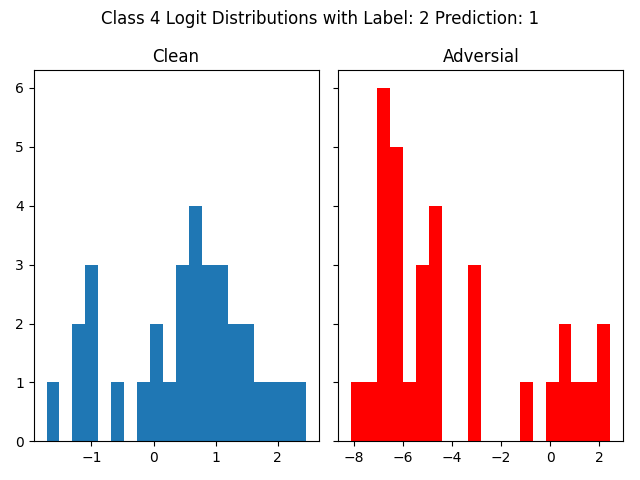 Class 4 Logit Distributions with Label: 2 Prediction: 1
Clean
Adversial
6
5
4
3
2
1
0
−1 0 1 2
−8 −6 −4 −2 0 2